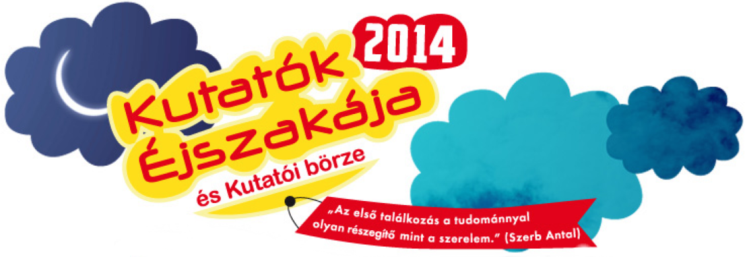 2014
Kutatók
Éjszakája
és Kutatói börze
„Az első találkozás a tudománnyal
olyan részegítő mint a szerelem.” (Szerb Antal)